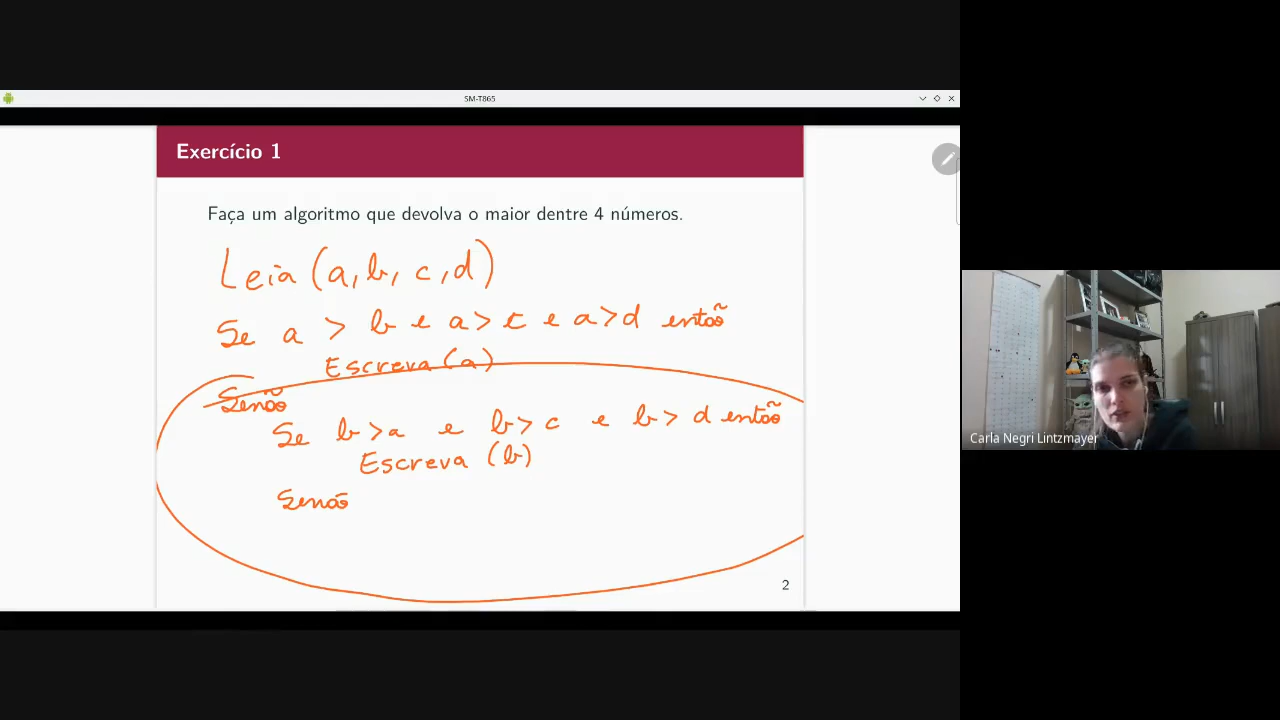 SM-T865
Exercício 1
Faça um algoritmo que devolva o maior dentre 4 números.
Leia (a, b, c, d)
Se a > b e a > c e a > d então
Escreva (a)
Senão
Se b > a e b > c e b > d então
Escreva (b)
Senão
2
Carla Negri Lintzmayer